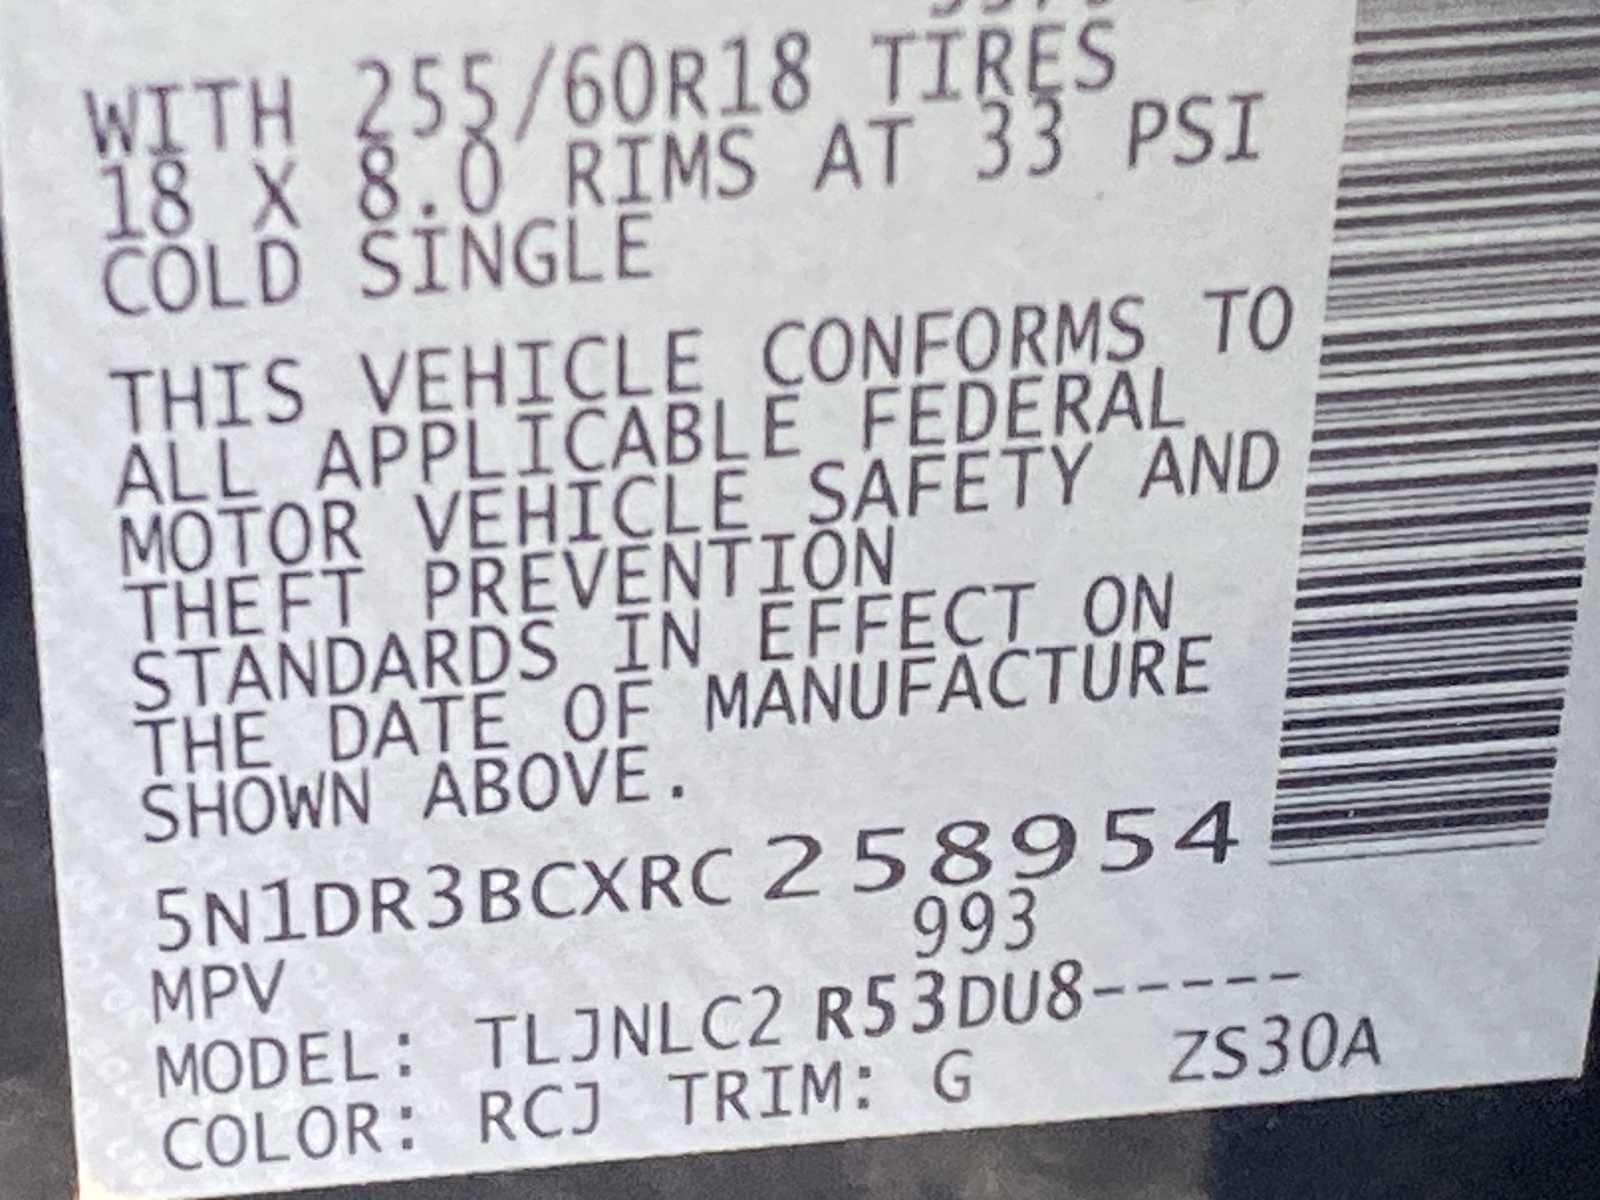 WITH 255/60R18 TIRES
18 X 8.0 RIMS AT 33 PSI
COLD SINGLE
THIS VEHICLE CONFORMS TO
ALL APPLICABLE FEDERAL
MOTOR VEHICLE SAFETY AND
THEFT PREVENTION
STANDARDS IN EFFECT ON
THE DATE OF MANUFACTURE
SHOWN ABOVE.
5N1DR3BCXRC258954
993
MPV
MODEL: TLJNLC2R53DU8-----
COLOR: RCJ TRIM: G ZS30A